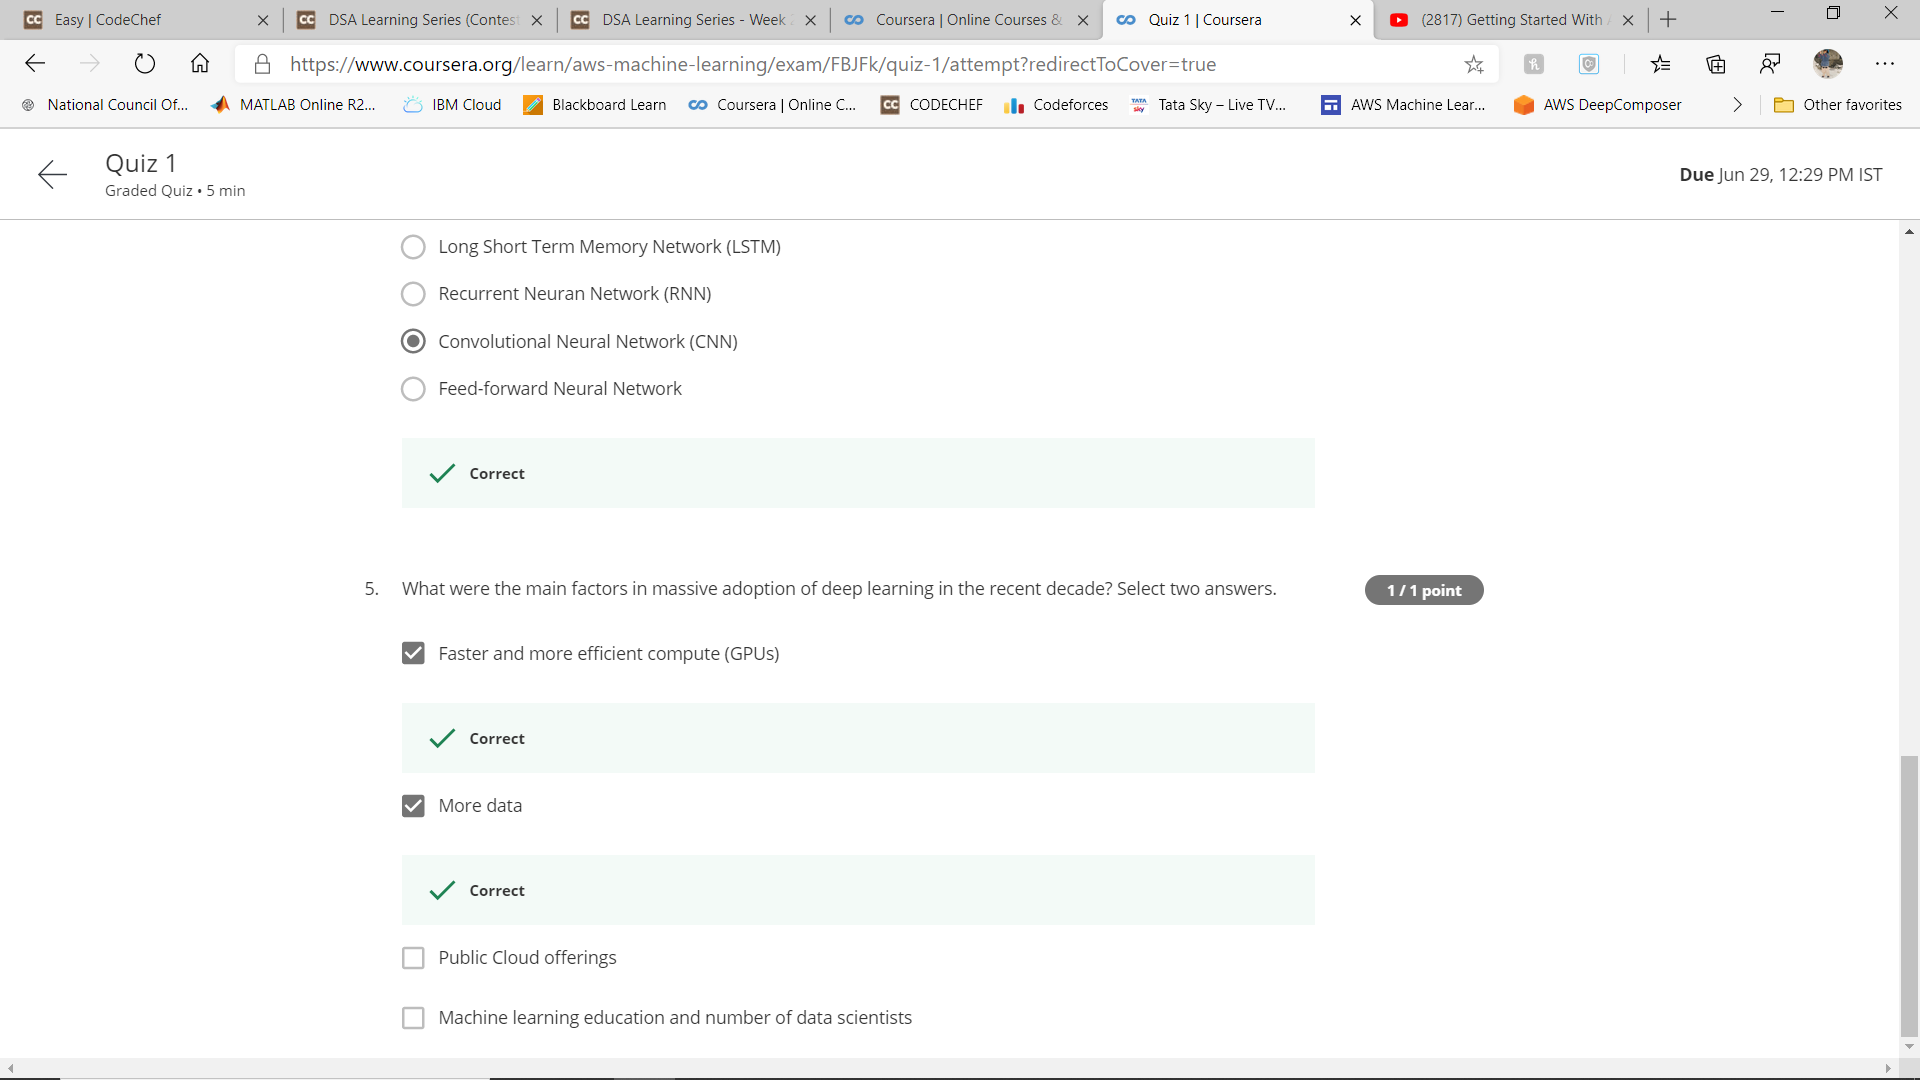 Easy | CodeChef
DSA Learning Series (Contest
DSA Learning Series - Week 2
Coursera | Online Courses &
Quiz 1 | Coursera
(2817) Getting Started With
https://www.coursera.org/learn/aws-machine-learning/exam/FBJFk/quiz-1/attempt?redirectToCover=true
National Council Of...
MATLAB Online R2...
IBM Cloud
Blackboard Learn
Coursera | Online C...
CODECHEF
Codeforces
Tata Sky – Live TV...
AWS Machine Lear...
AWS DeepComposer
Other favorites
Quiz 1
Graded Quiz • 5 min
Due Jun 29, 12:29 PM IST
Long Short Term Memory Network (LSTM)
Recurrent Neuran Network (RNN)
Convolutional Neural Network (CNN)
Feed-forward Neural Network
Correct
5. What were the main factors in massive adoption of deep learning in the recent decade? Select two answers.
1 / 1 point
Faster and more efficient compute (GPUs)
Correct
More data
Correct
Public Cloud offerings
Machine learning education and number of data scientists